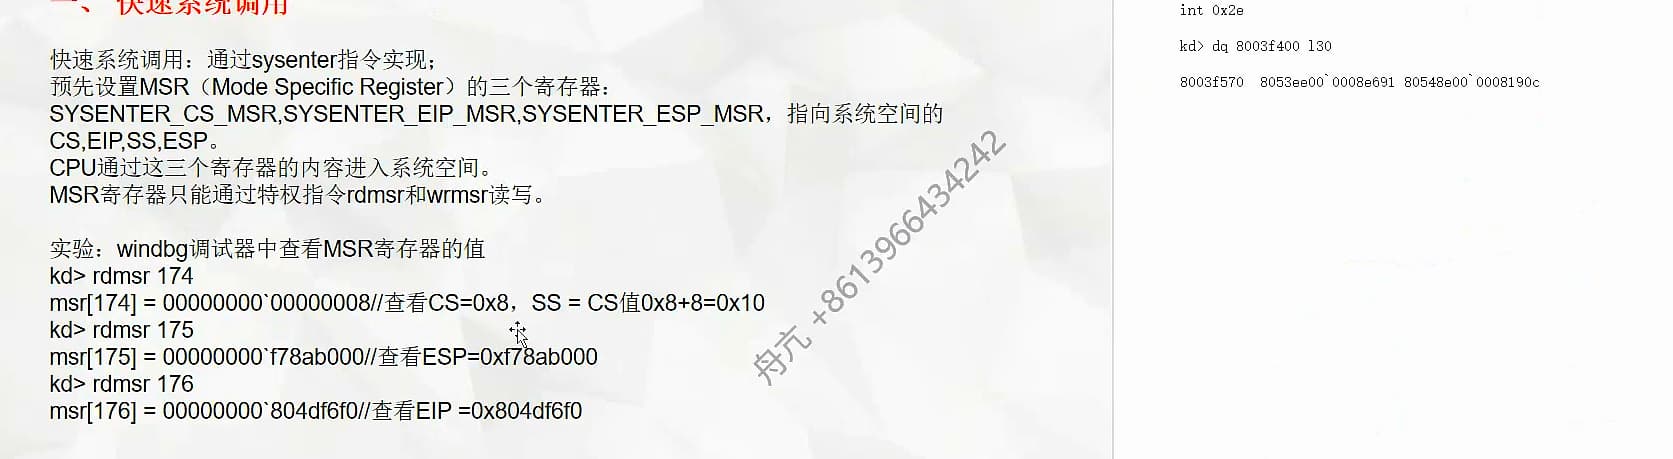 一、 快速系统调用
快速系统调用：通过sysenter指令实现；
预先设置MSR（Mode Specific Register）的三个寄存器：
SYSENTER_CS_MSR,SYSENTER_EIP_MSR,SYSENTER_ESP_MSR，指向系统空间的
CS,EIP,SS,ESP。
CPU通过这三个寄存器的内容进入系统空间。
MSR寄存器只能通过特权指令rdmsr和wrmsr读写。
实验：windbg调试器中查看MSR寄存器的值
kd> rdmsr 174
msr[174] = 00000000`00000008//查看CS=0x8，SS = CS值0x8+8=0x10
kd> rdmsr 175
msr[175] = 00000000`f78ab000//查看ESP=0xf78ab000
kd> rdmsr 176
msr[176] = 00000000`804df6f0//查看EIP =0x804df6f0
舟亢 +8613966434242
int 0x2e
kd> dq 8003f400 l30
8003f570 8053ee00`0008e691 80548e00`0008190c